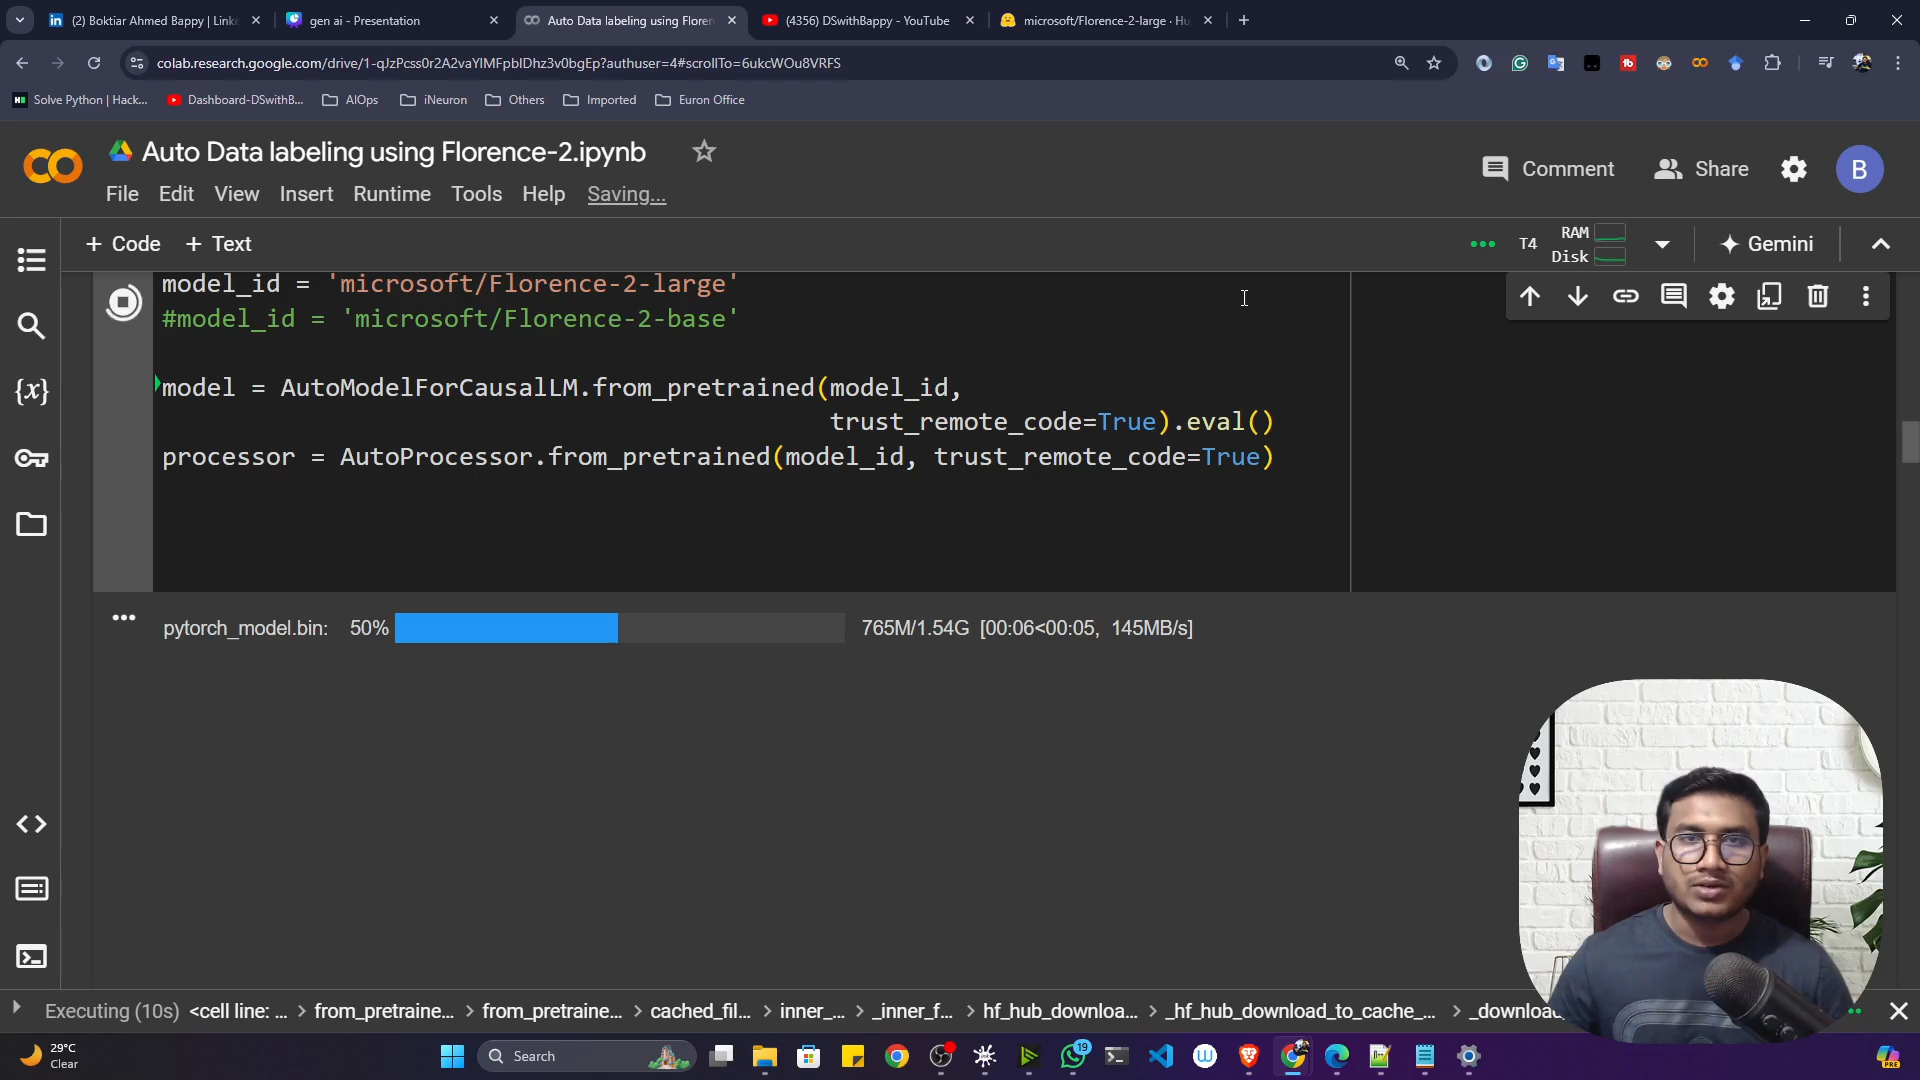 (2) Boktiar Ahmed Bappy | Linke
gen ai - Presentation
Auto Data labeling using Floren
(4356) DSwithBappy - YouTube
microsoft/Florence-2-large · Hu
colab.research.google.com/drive/1-qJzPcss0r2A2vaYlMFpbIDhz3v0bgEp?authuser=4#scrollTo=6ukcWOu8VRFS
Solve Python | Hack...
Dashboard-DSwithB...
AIOps
iNeuron
Others
Imported
Euron Office
Auto Data labeling using Florence-2.ipynb
Comment
Share
B
File Edit View Insert Runtime Tools Help Saving...
+ Code + Text
T4
RAM
Disk
Gemini
model_id = 'microsoft/Florence-2-large'
#model_id = 'microsoft/Florence-2-base'
model = AutoModelForCausalLM.from_pretrained(model_id,
trust_remote_code=True).eval()
processor = AutoProcessor.from_pretrained(model_id, trust_remote_code=True)
pytorch_model.bin: 50% 765M/1.54G [00:06<00:05, 145MB/s]
Executing (10s) <cell line: ... > from_pretraine... > from_pretraine... > cached_fil... > inner_... > _inner_f... > hf_hub_downloa... > _hf_hub_download_to_cache_... > _download
29°C
Clear
Search
19